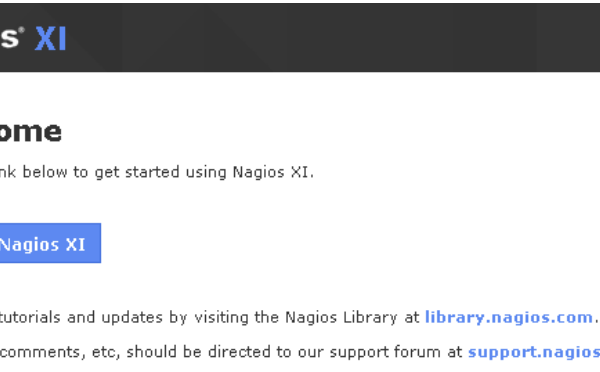 s® XI
ome
nk below to get started using Nagios XI.
Nagios XI
tutorials and updates by visiting the Nagios Library at library.nagios.com.
comments, etc, should be directed to our support forum at support.nagios